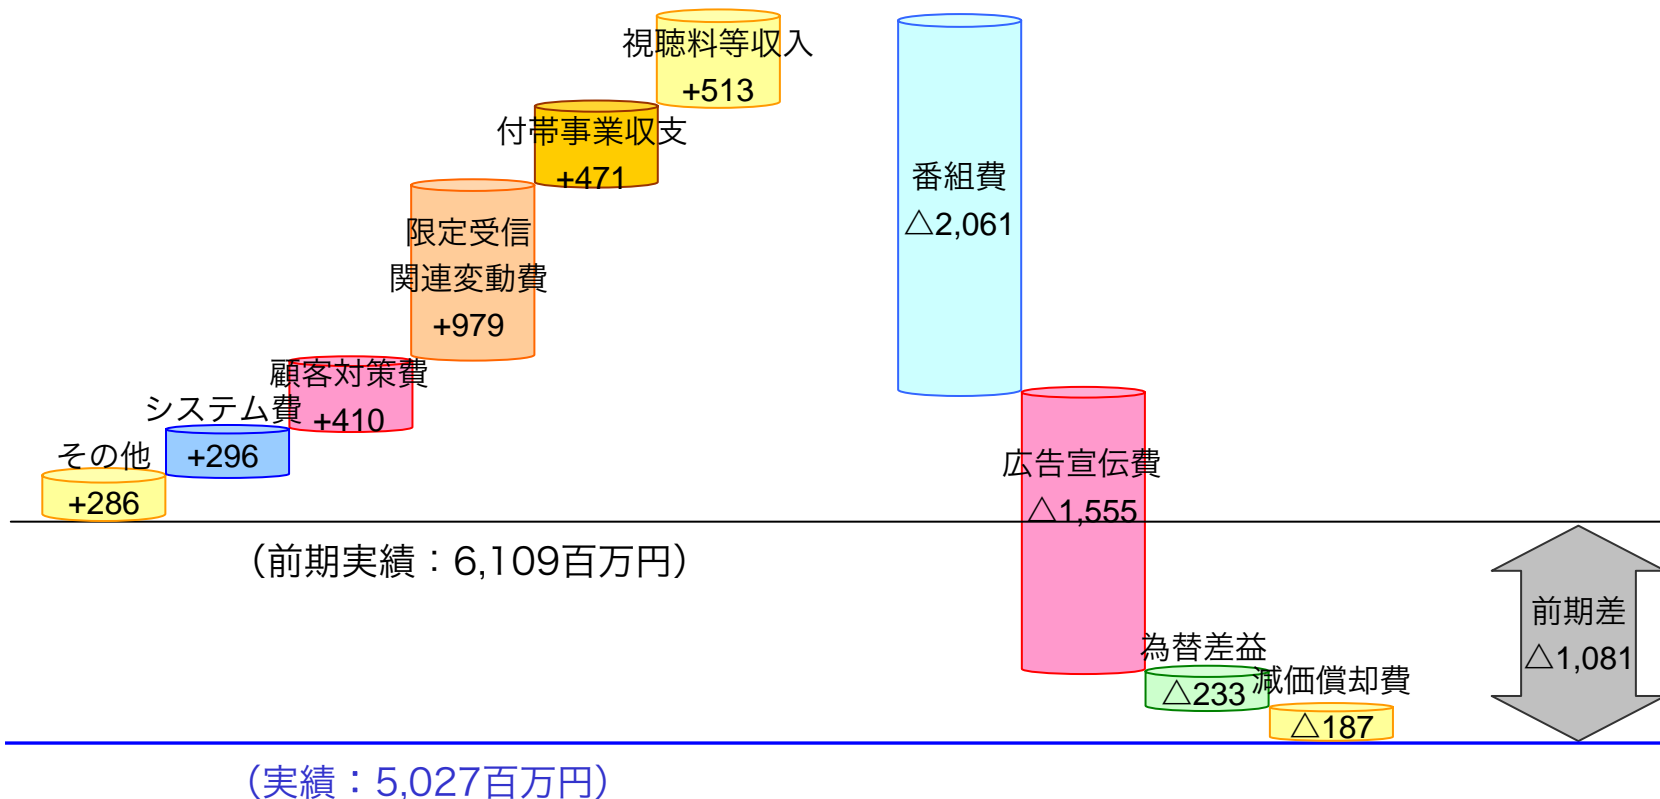 視聴料等収入
+513
付帯事業収支
+471
限定受信
関連変動費
+979
顧客対策費
+410
システム費
+296
その他
+286
番組費
△2,061
広告宣伝費
△1,555
為替差益
△233
減価償却費
△187
前期差
△1,081
（前期実績：6,109百万円）
（実績：5,027百万円）